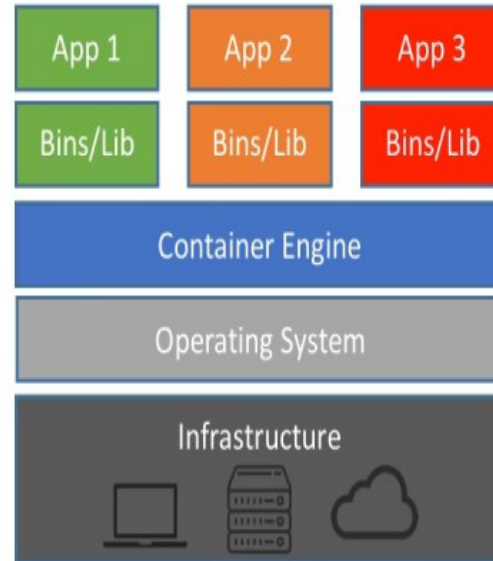 App 1
App 2
App 3
Bins/Lib
Bins/Lib
Bins/Lib
Container Engine
Operating System
Infrastructure